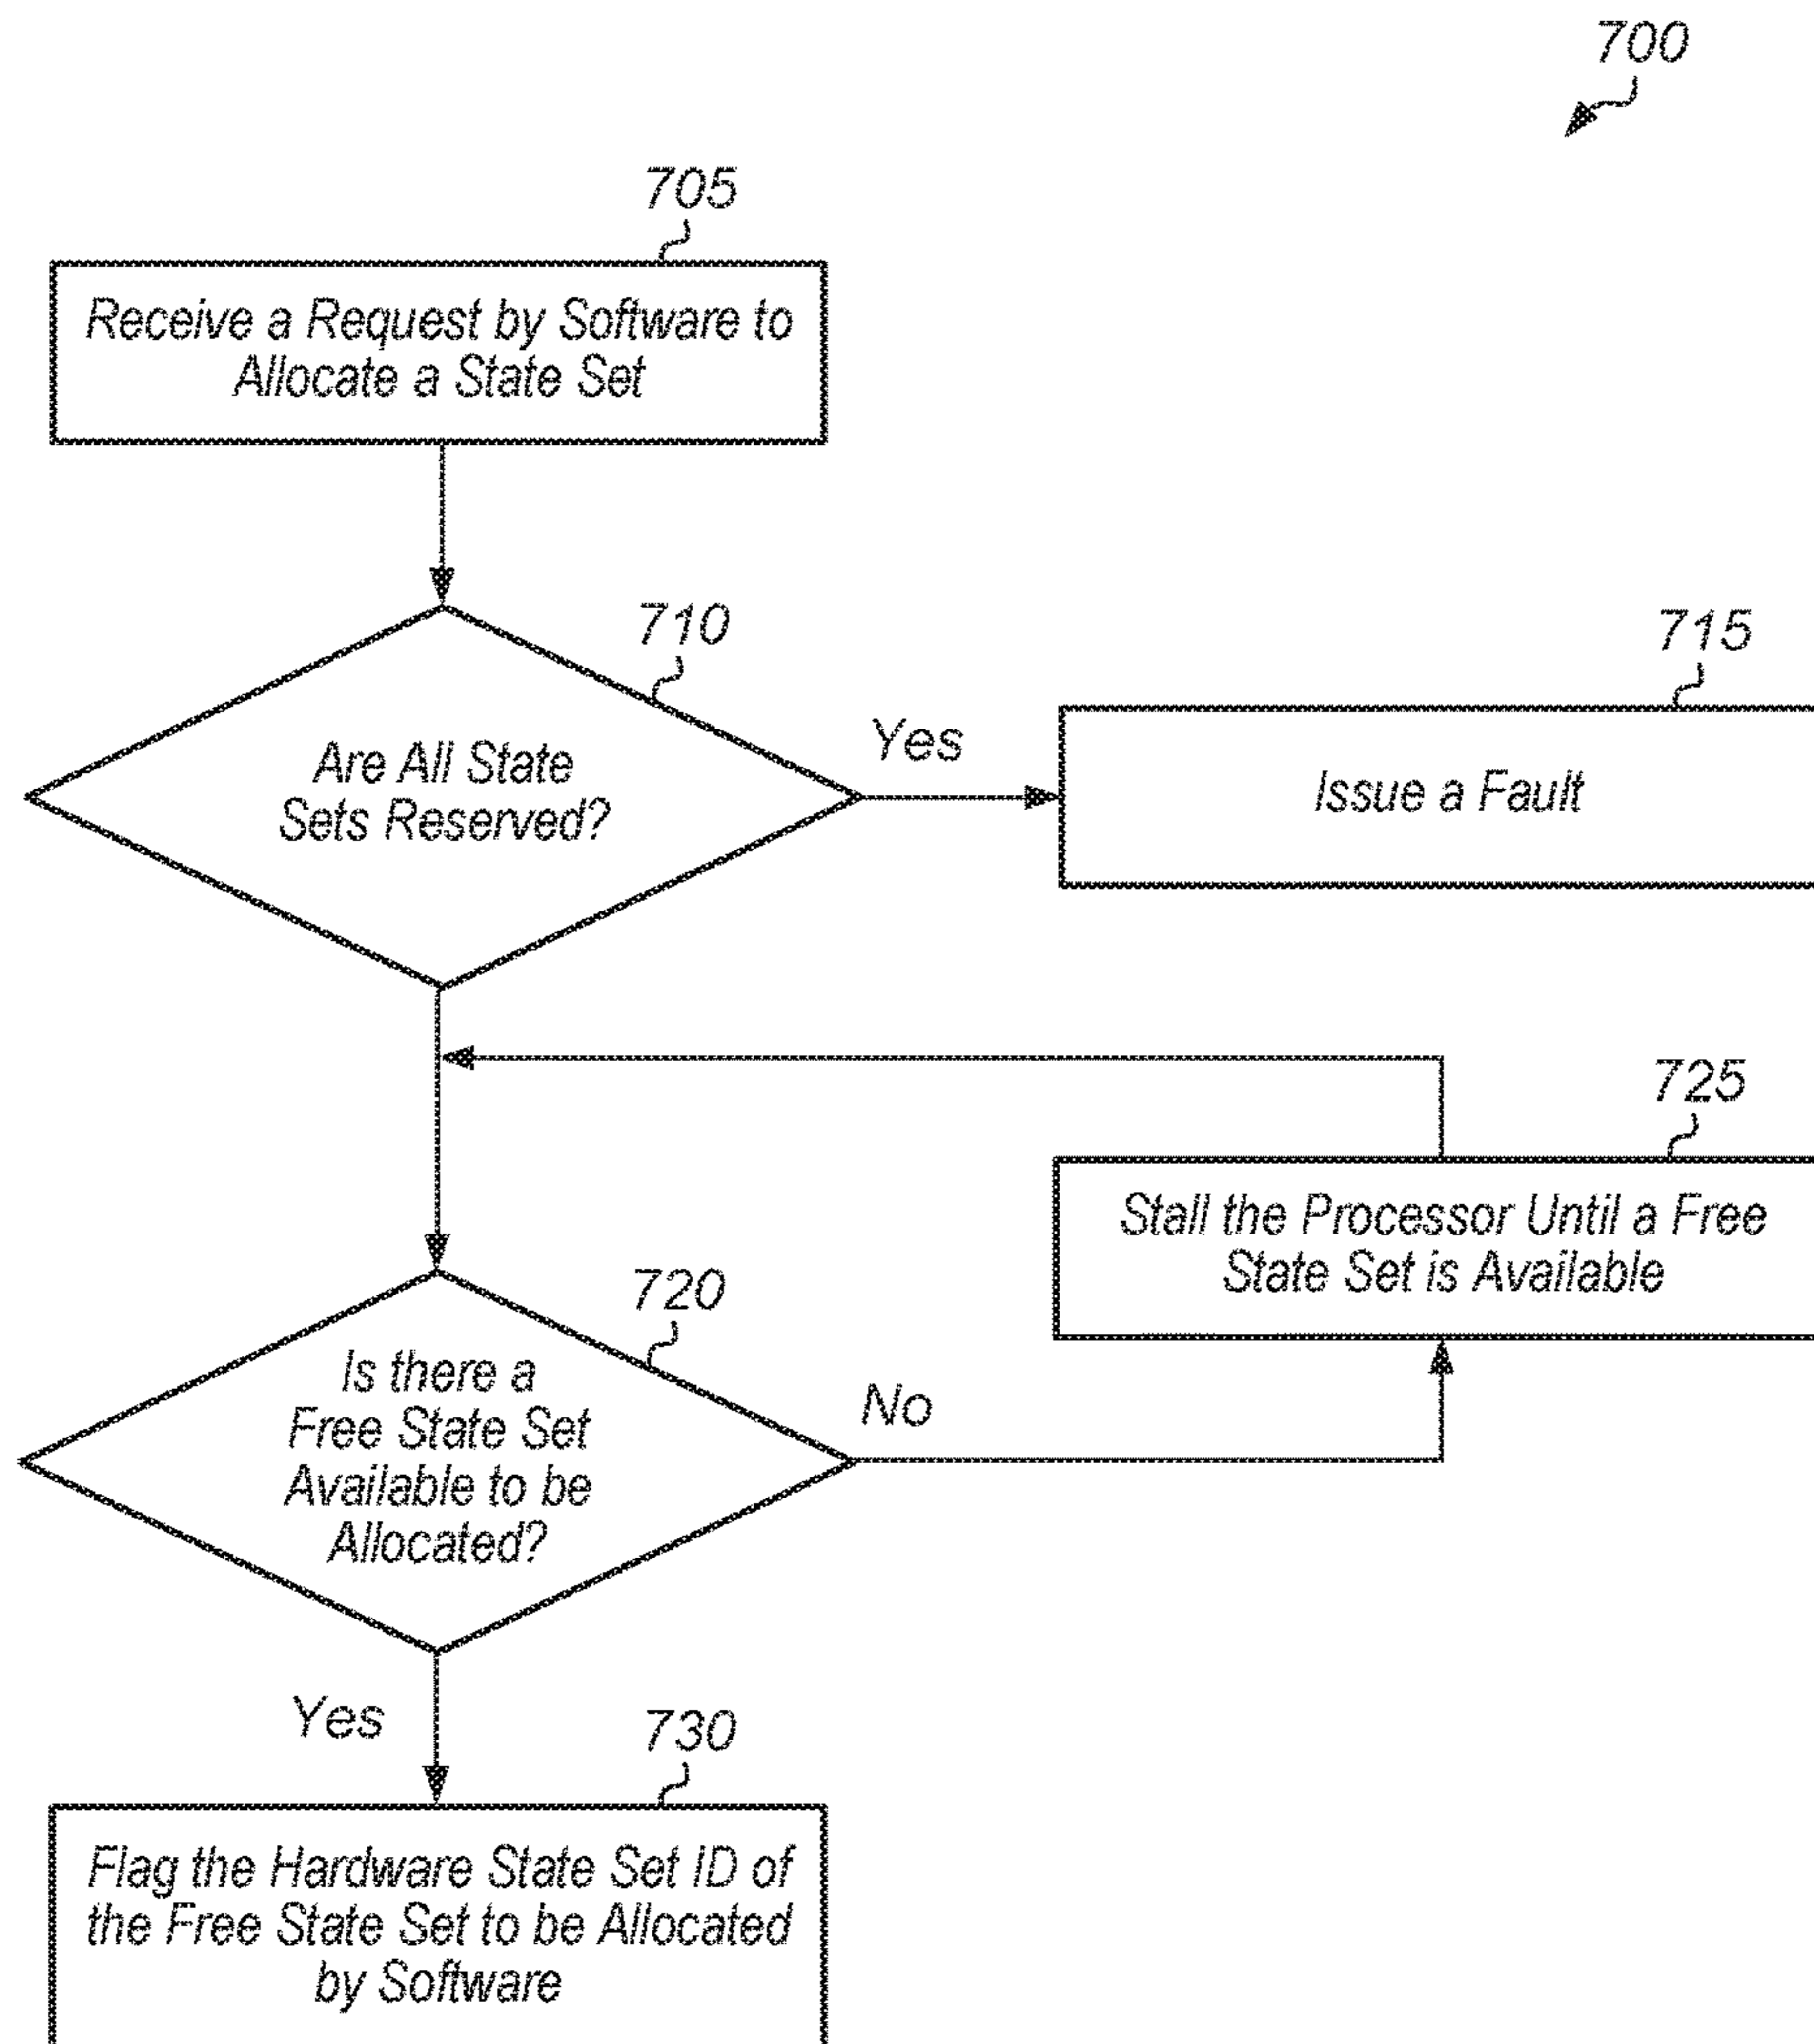 700
705
Receive a Request by Software to
Allocate a State Set
710
Are All State
Sets Reserved?
Yes
715
Issue a Fault
725
Stall the Processor Until a Free
State Set is Available
720
Is there a
Free State Set
Available to be
Allocated?
No
Yes
730
Flag the Hardware State Set ID of
the Free State Set to be Allocated
by Software